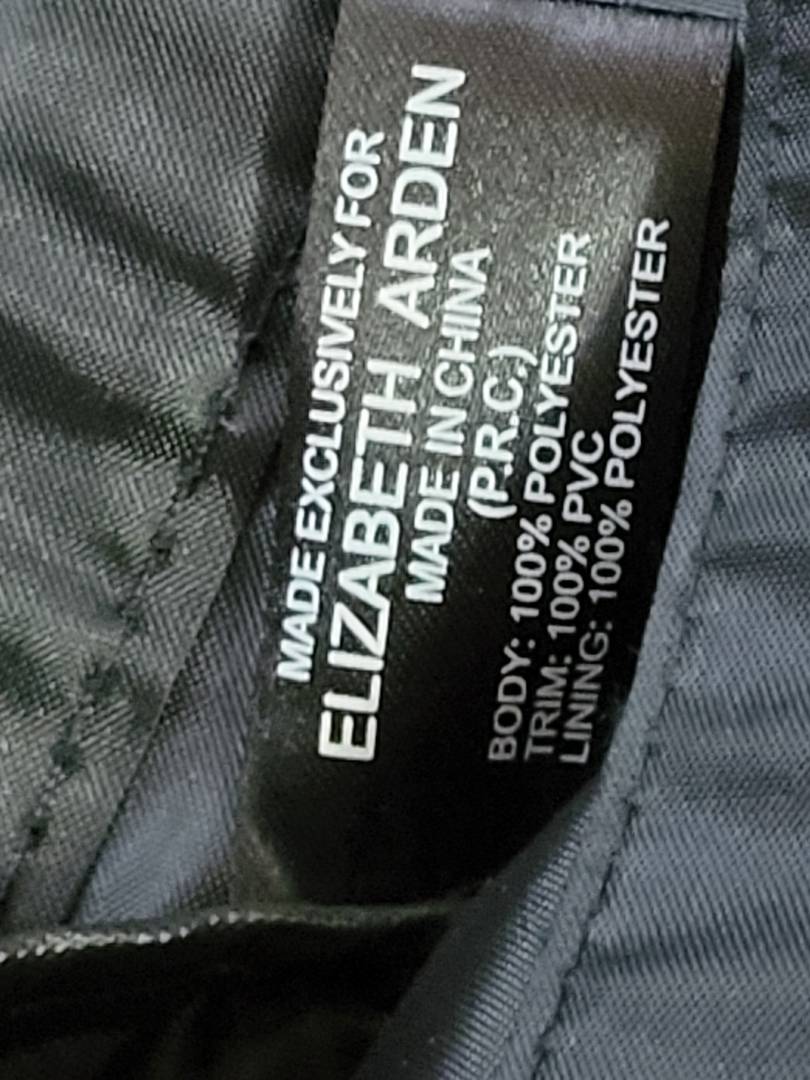 MADE EXCLUSIVELY FOR
ELIZABETH ARDEN
MADE IN CHINA
(P.R.C.)
BODY: 100% POLYESTER
TRIM: 100% PVC
LINING: 100% POLYESTER